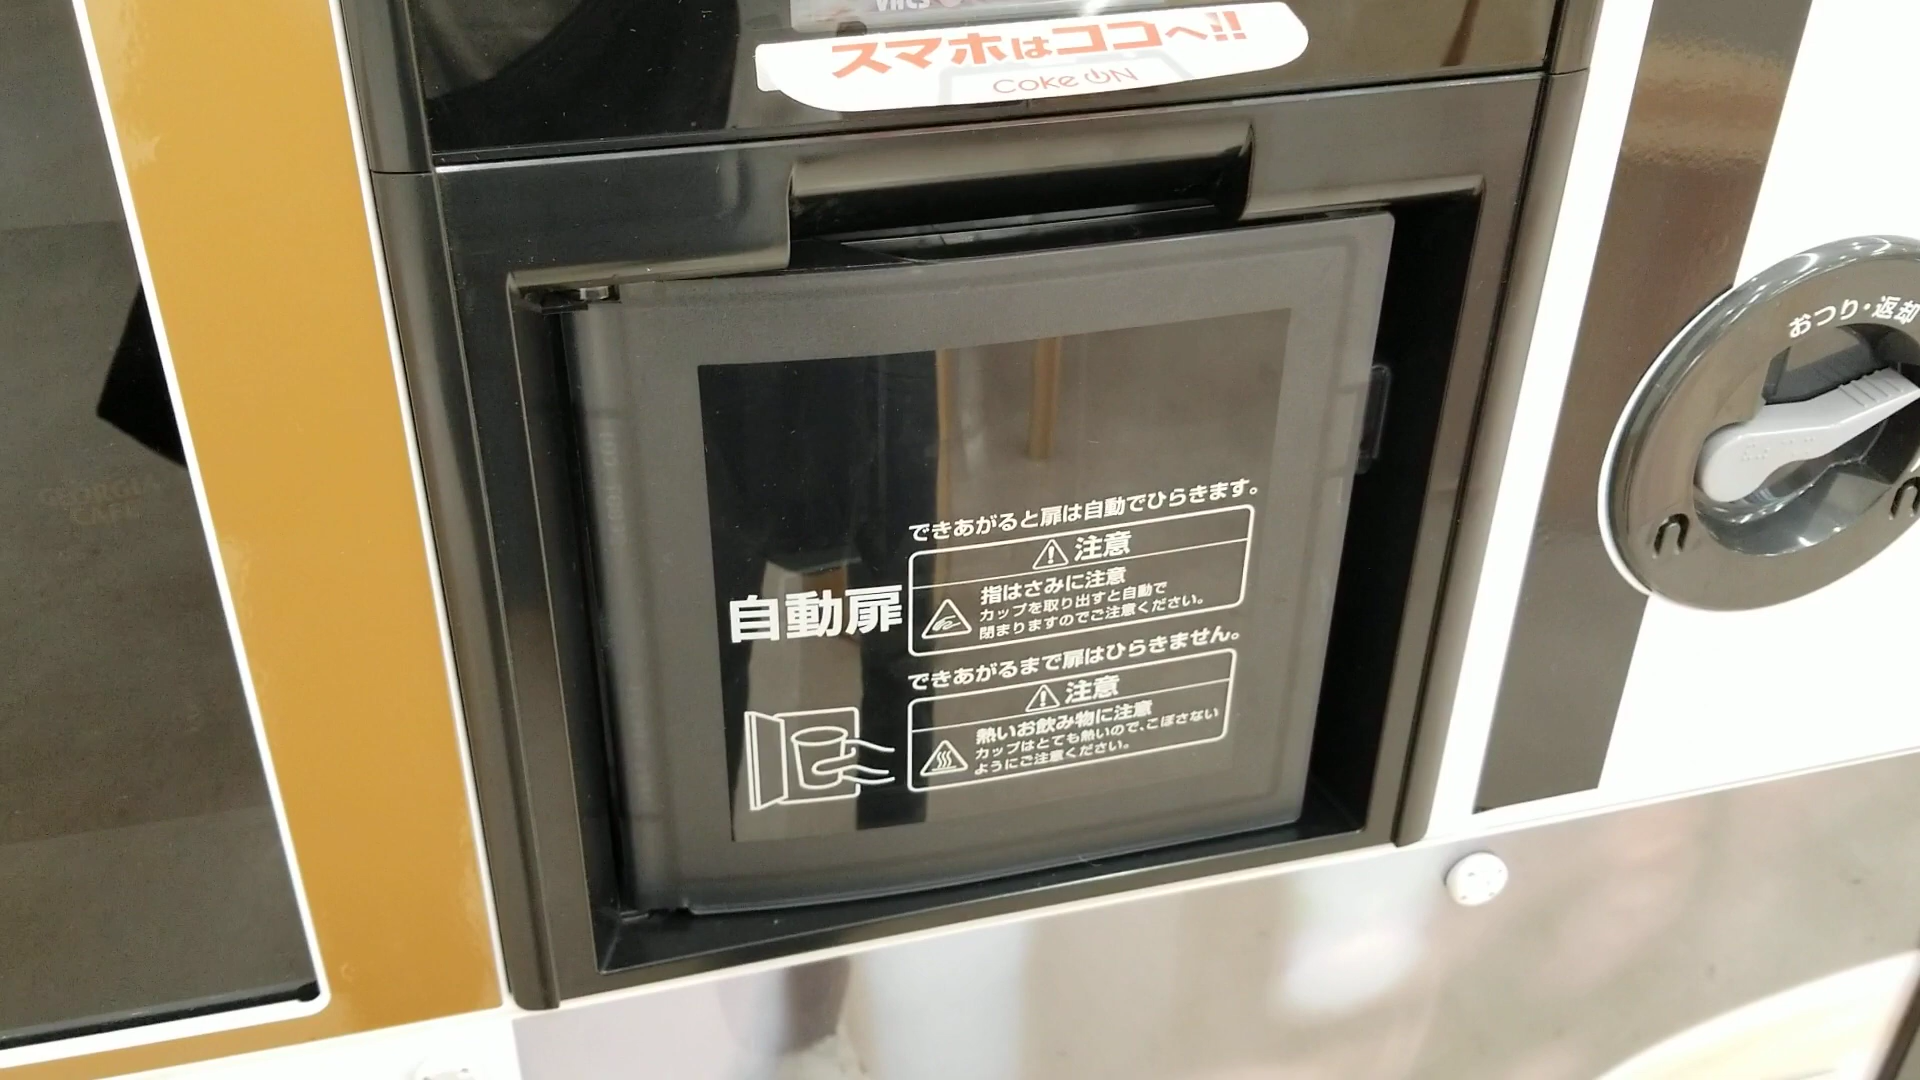 スマホはココへ!!
Coke ON
おつり・返却
GEORGIA
CAFE
できあがると扉は自動でひらきます。
注意
指はさみに注意
カップを取り出すと自動で
閉まりますのでご注意ください。
自動扉
できあがるまで扉はひらきません。
注意
熱いお飲み物に注意
カップはとても熱いので、こぼさない
ようにご注意ください。